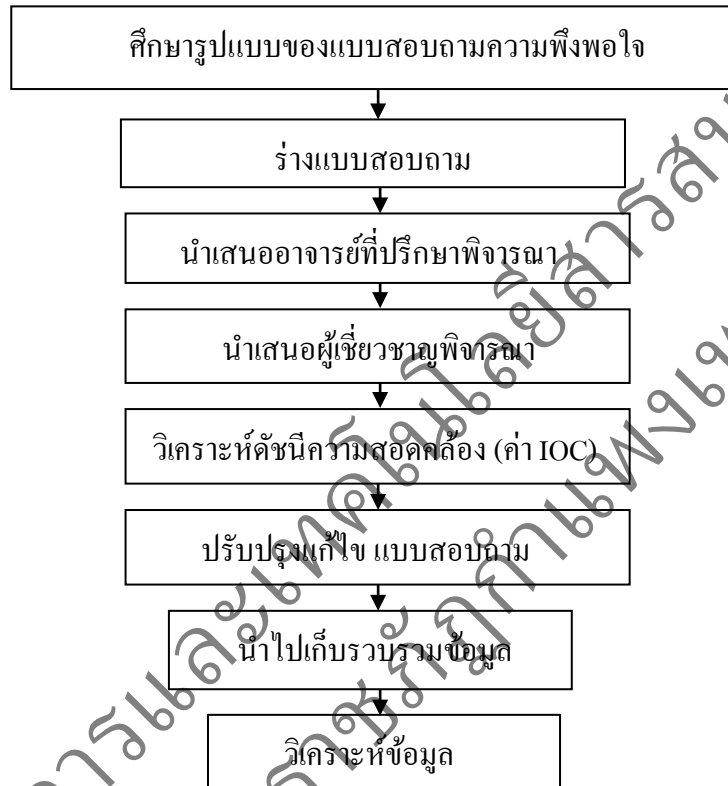 ศึกษารูปแบบของแบบสอบถามความพึงพอใจ
ร่างแบบสอบถาม
นำเสนออาจารย์ที่ปรึกษาพิจารณา
นำเสนอผู้เชี่ยวชาญพิจารณา
วิเคราะห์ดัชนีความสอดคล้อง (ค่า IOC)
ปรับปรุงแก้ไข แบบสอบถาม
นำไปเก็บรวบรวมข้อมูล
วิเคราะห์ข้อมูล